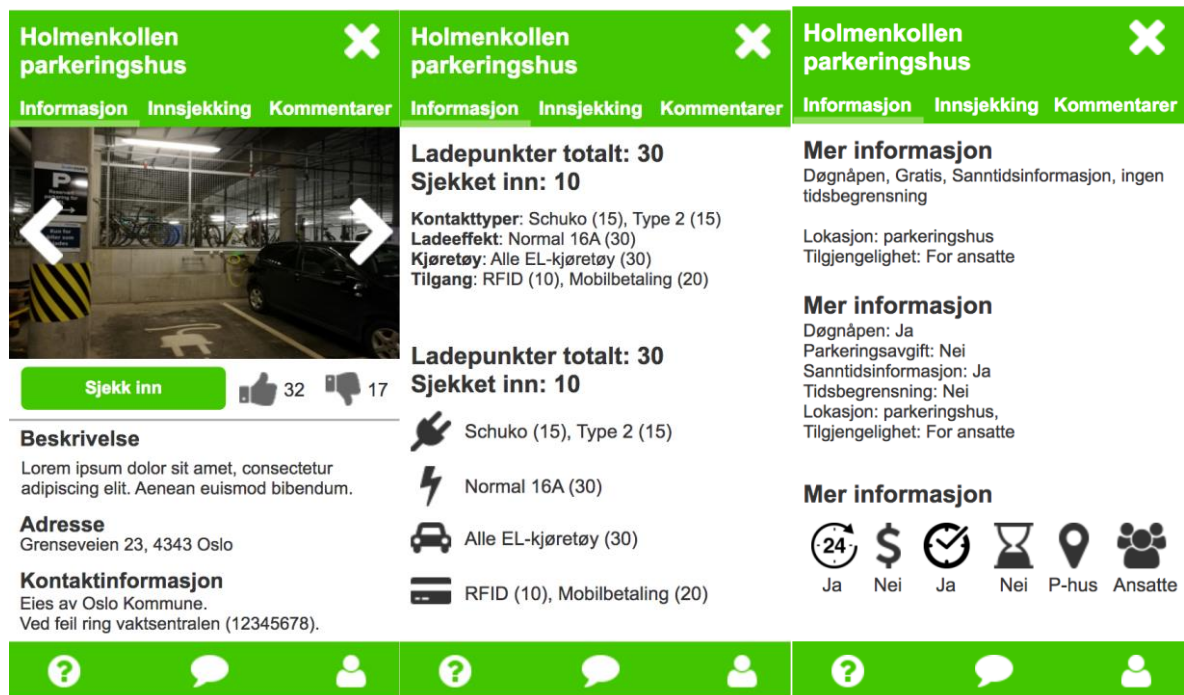 Holmenkollen
parkeringshus
Informasjon Innsjekking Kommentarer
P
Sjekk inn 32 17
Beskrivelse
Lorem ipsum dolor sit amet, consectetur
adipiscing elit. Aenean euismod bibendum.
Adresse
Grenseveien 23, 4343 Oslo
Kontaktinformasjon
Eies av Oslo Kommune.
Ved feil ring vaktsentralen (12345678).
Holmenkollen
parkeringshus
Informasjon Innsjekking Kommentarer
Ladepunkter totalt: 30
Sjekket inn: 10
Kontakttyper: Schuko (15), Type 2 (15)
Ladeeffekt: Normal 16A (30)
Kjøretøy: Alle EL-kjøretøy (30)
Tilgang: RFID (10), Mobilbetaling (20)
Ladepunkter totalt: 30
Sjekket inn: 10
Schuko (15), Type 2 (15)
Normal 16A (30)
Alle EL-kjøretøy (30)
RFID (10), Mobilbetaling (20)
Holmenkollen
parkeringshus
Informasjon Innsjekking Kommentarer
Mer informasjon
Døgnåpen, Gratis, Sanntidsinformasjon, ingen
tidsbegrensning
Lokasjon: parkeringshus
Tilgjengelighet: For ansatte
Mer informasjon
Døgnåpen: Ja
Parkeringsavgift: Nei
Sanntidsinformasjon: Ja
Tidsbegrensning: Nei
Lokasjon: parkeringshus,
Tilgjengelighet: For ansatte
Mer informasjon
24
Ja Nei Ja Nei P-hus Ansatte